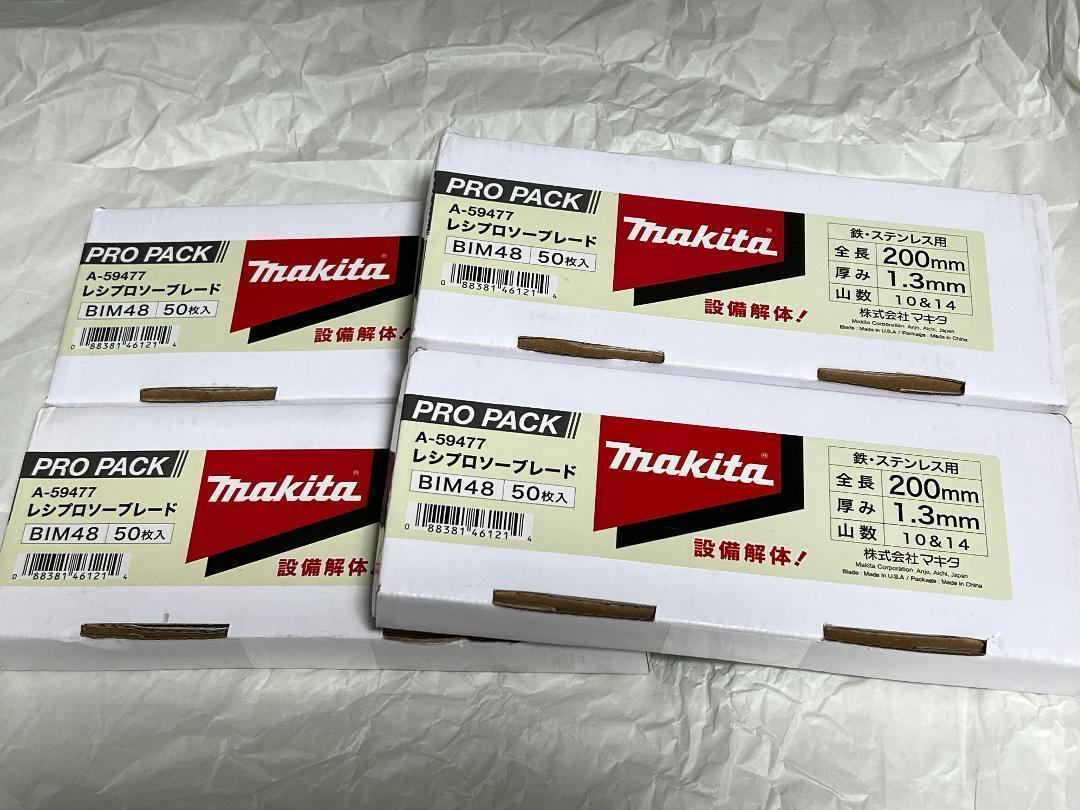 PRO PACK
A-59477
レシプロソーブレード
BIM48 50枚入
0 88381 46121 4
makita
設備解体!
PRO PACK
A-59477
レシプロソーブレード
BIM48 50枚入
0 88381 46121 4
makita®
設備解体!
鉄・ステンレス用
全長 200mm
厚み 1.3mm
山数 10&14
株式会社マキタ
Makita Corporation Anjo, Aichi, Japan
Blade : Made in U.S.A / Package : Made in China
PRO PACK
A-59477
レシプロソーブレード
BIM48 50枚入
0 88381 46121 4
makita®
設備解体
PRO PACK
A-59477
レシプロソーブレード
BIM48 50枚入
0 88381 46121 4
makita®
設備解体!
鉄・ステンレス用
全長 200mm
厚み 1.3mm
山数 10&14
株式会社マキタ
Makita Corporation Anjo, Aichi, Japan
Blade : Made in U.S.A / Package : Made in China